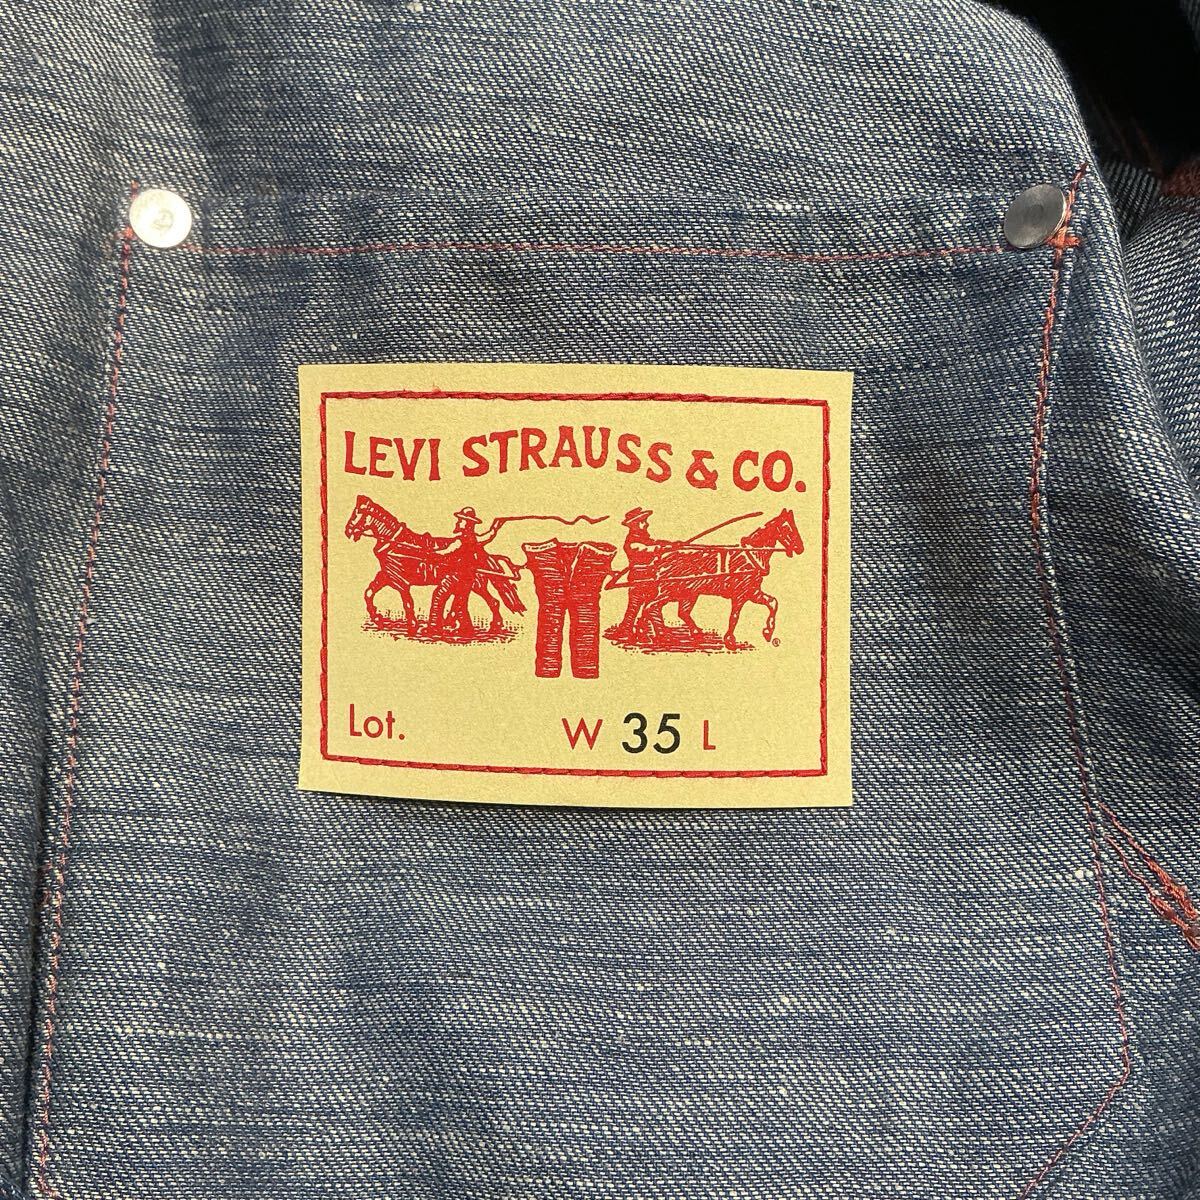 LEVI STRAUSS & CO.
®
Lot. W 35 L